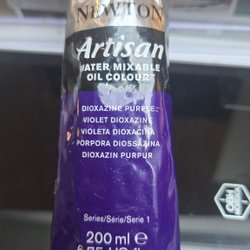 NEWTON
Artisan
WATER MIXABLE
OIL COLOUR
DIOXAZINE PURPLE
VIOLET DIOXAZINE
VIOLETA DIOXACINA
PORPORA DIOSSAZINA
DIOXAZIN PURPUR
Series/Série/Serie 1
200 ml e